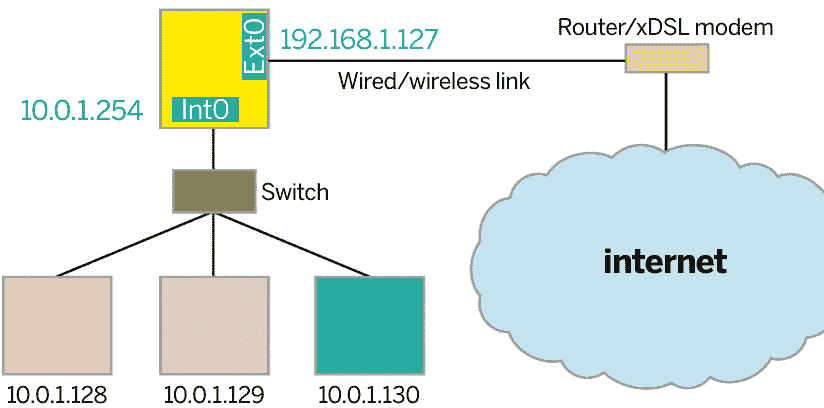 Ext0
192.168.1.127
Router/xDSL modem
Wired/wireless link
10.0.1.254
Int0
Switch
internet
10.0.1.128
10.0.1.129
10.0.1.130